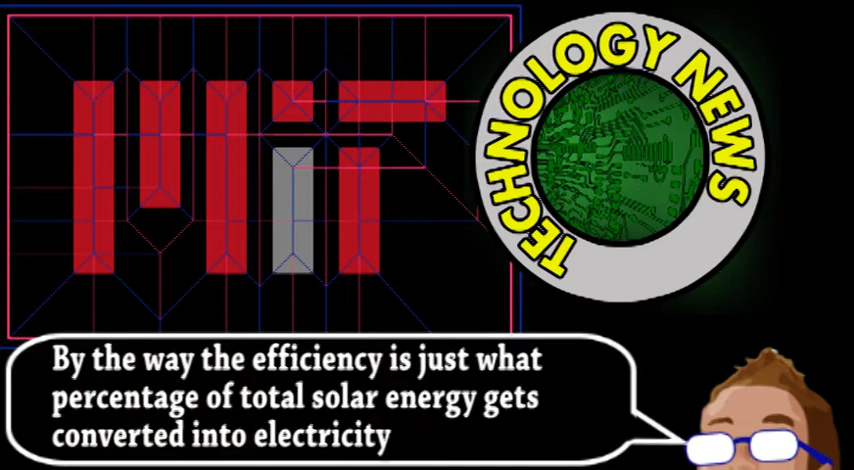 MIT
TECHNOLOGY NEWS
By the way the efficiency is just what
percentage of total solar energy gets
converted into electricity